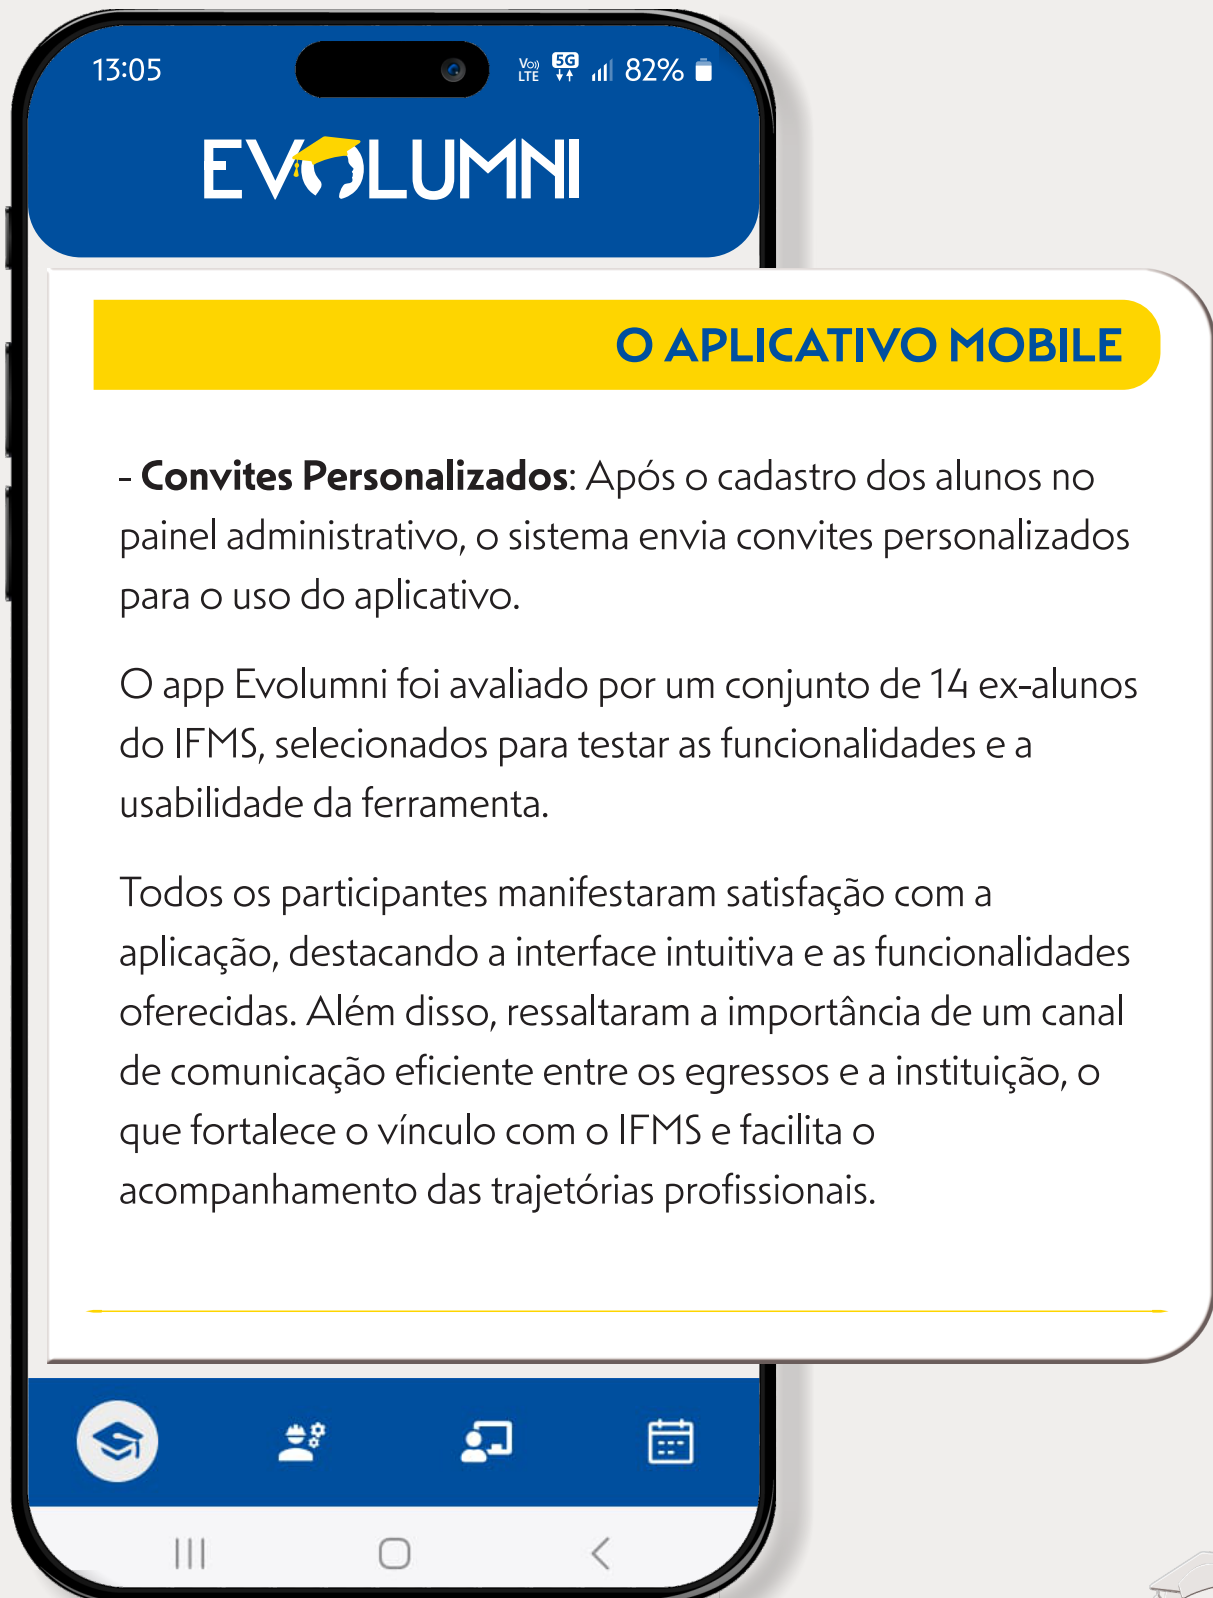 13:05
Vo)) LTE 5G 82%
EVOLUMNI
O APLICATIVO MOBILE
- Convites Personalizados: Após o cadastro dos alunos no
painel administrativo, o sistema envia convites personalizados
para o uso do aplicativo.
O app Evolumni foi avaliado por um conjunto de 14 ex-alunos
do IFMS, selecionados para testar as funcionalidades e a
usabilidade da ferramenta.
Todos os participantes manifestaram satisfação com a
aplicação, destacando a interface intuitiva e as funcionalidades
oferecidas. Além disso, ressaltaram a importância de um canal
de comunicação eficiente entre os egressos e a instituição, o
que fortalece o vínculo com o IFMS e facilita o
acompanhamento das trajetórias profissionais.